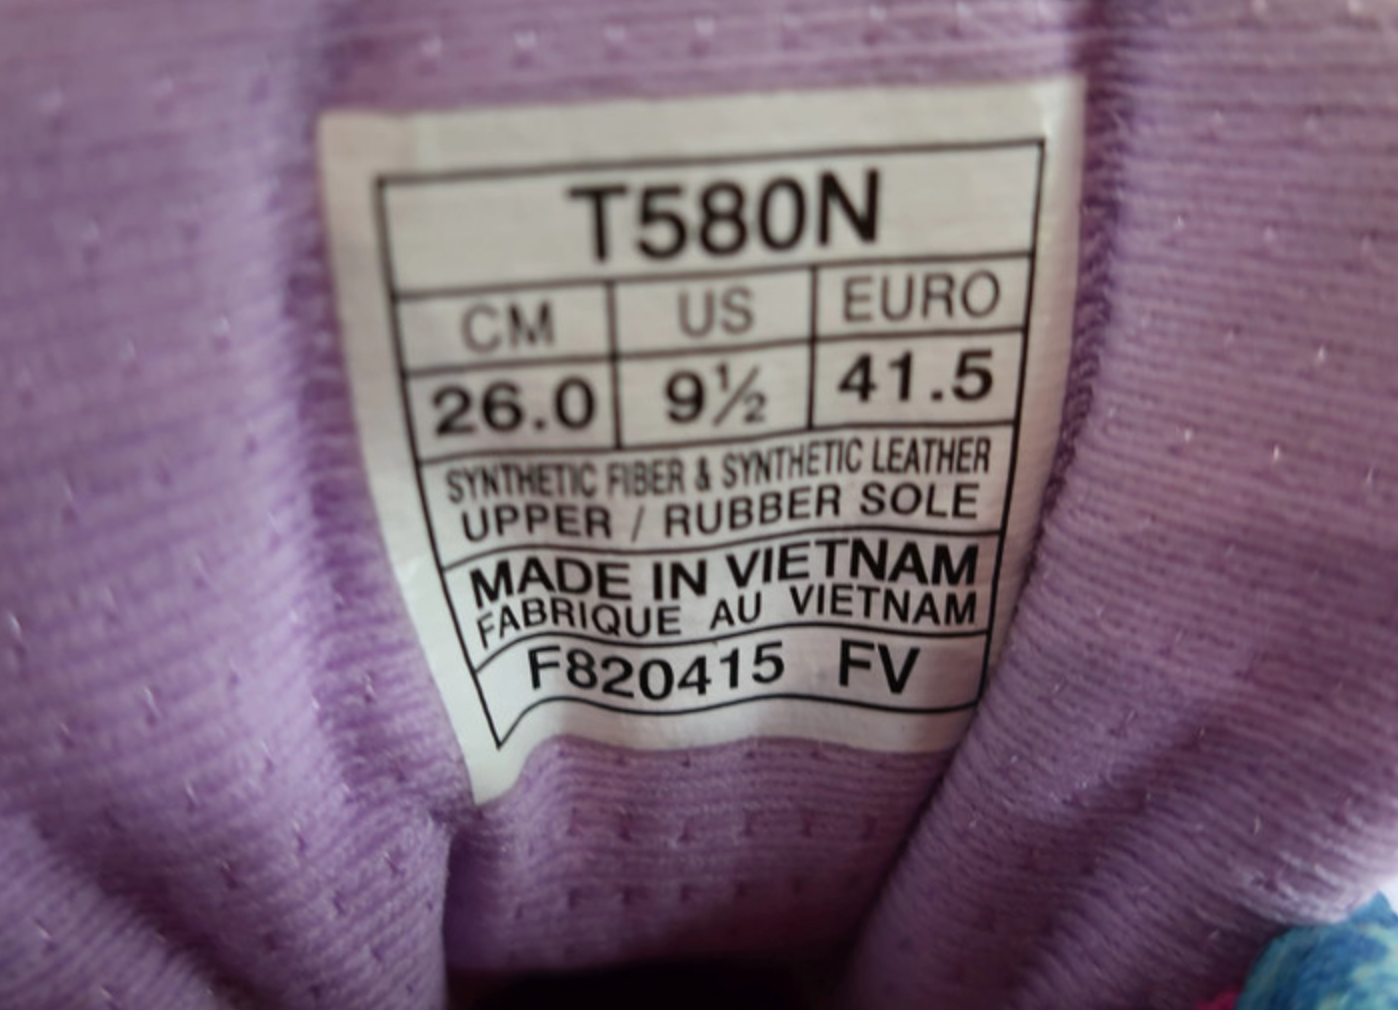 T580N
CM US EURO
26.0 9½ 41.5
SYNTHETIC FIBER & SYNTHETIC LEATHER
UPPER / RUBBER SOLE
MADE IN VIETNAM
FABRIQUE AU VIETNAM
F820415 FV